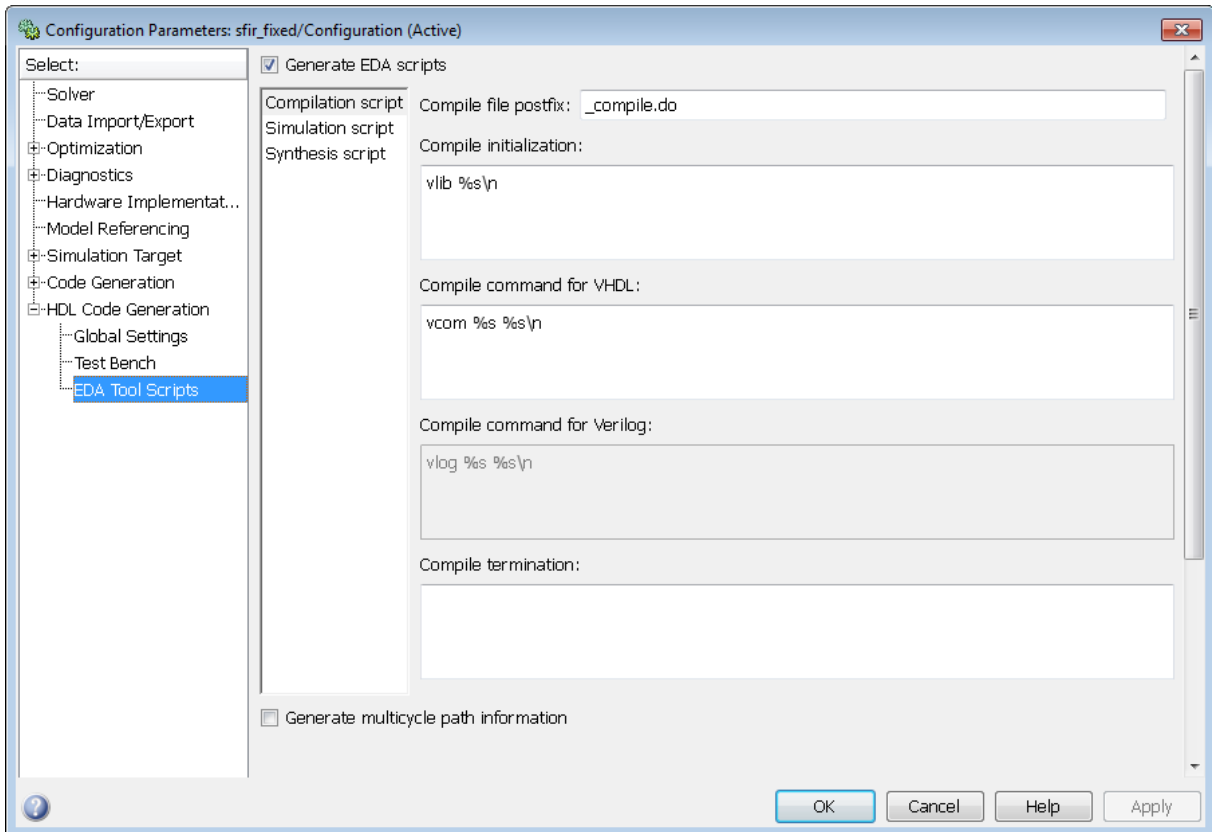 Configuration Parameters: sfir_fixed/Configuration (Active)
Select:
Solver
Data Import/Export
Optimization
Diagnostics
Hardware Implementat...
Model Referencing
Simulation Target
Code Generation
HDL Code Generation
Global Settings
Test Bench
EDA Tool Scripts
Generate EDA scripts
Compilation script
Simulation script
Synthesis script
Compile file postfix: _compile.do
Compile initialization:
vlib %s\n
Compile command for VHDL:
vcom %s %s\n
Compile command for Verilog:
vlog %s %s\n
Compile termination:
Generate multicycle path information
OK Cancel Help Apply